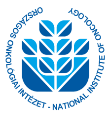 ORSZÁGOS ONKOLÓGIAI INTÉZET - NATIONAL INSTITUTE OF ONCOLOGY